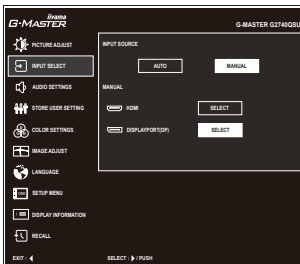 iiyama
G-MASTER
G-MASTER G2740QSU
PICTURE ADJUST
INPUT SELECT
AUDIO SETTINGS
STORE USER SETTING
COLOR SETTINGS
IMAGE ADJUST
LANGUAGE
OSD SETUP MENU
DISPLAY INFORMATION
RECALL
INPUT SOURCE
AUTO MANUAL
MANUAL
HDMI SELECT
DISPLAYPORT(DP) SELECT
EXIT : SELECT : / PUSH